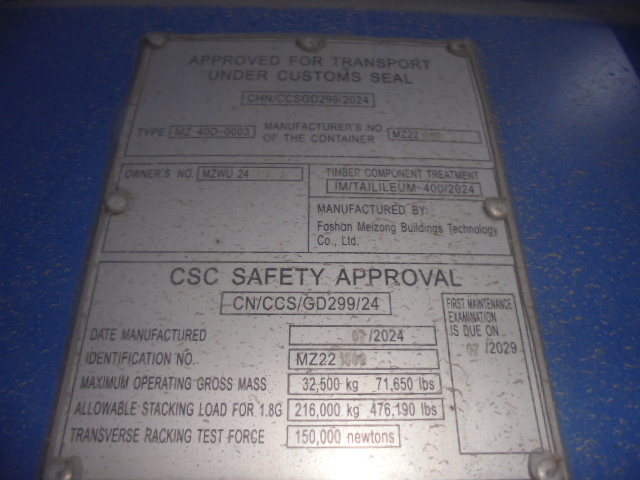 APPROVED FOR TRANSPORT
UNDER CUSTOMS SEAL
CHN/CCSGD299/2024
TYPE MZ-40D-0003 MANUFACTURER'S NO
OF THE CONTAINER MZ22
OWNER'S NO. MZWU 24
TIMBER COMPONENT TREATMENT
IM/TAILILEUM-400/2024
MANUFACTURED BY:
Foshan Meizong Buildings Technology
Co., Ltd.
CSC SAFETY APPROVAL
CN/CCS/GD299/24
DATE MANUFACTURED 07/2024
IDENTIFICATION NO. MZ22
MAXIMUM OPERATING GROSS MASS 32,500 kg 71,650 lbs
ALLOWABLE STACKING LOAD FOR 1.8G 216,000 kg 476,190 lbs
TRANSVERSE RACKING TEST FORCE 150,000 newtons
FIRST MAINTENANCE
EXAMINATION
IS DUE ON
07/2029